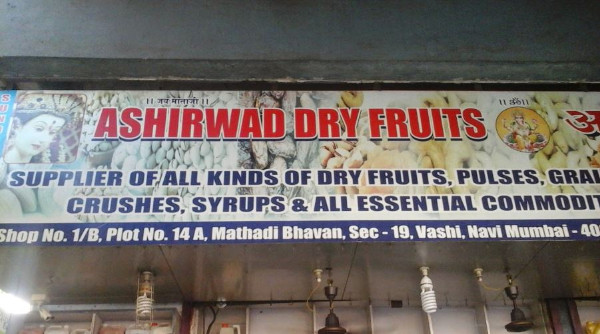 ।। जय माताजी ।।
ASHIRWAD DRY FRUITS
SUPPLIER OF ALL KINDS OF DRY FRUITS, PULSES, GRAI
CRUSHES, SYRUPS & ALL ESSENTIAL COMMODIT
Shop No. 1/B, Plot No. 14 A, Mathadi Bhavan, Sec - 19, Vashi, Navi Mumbai - 40